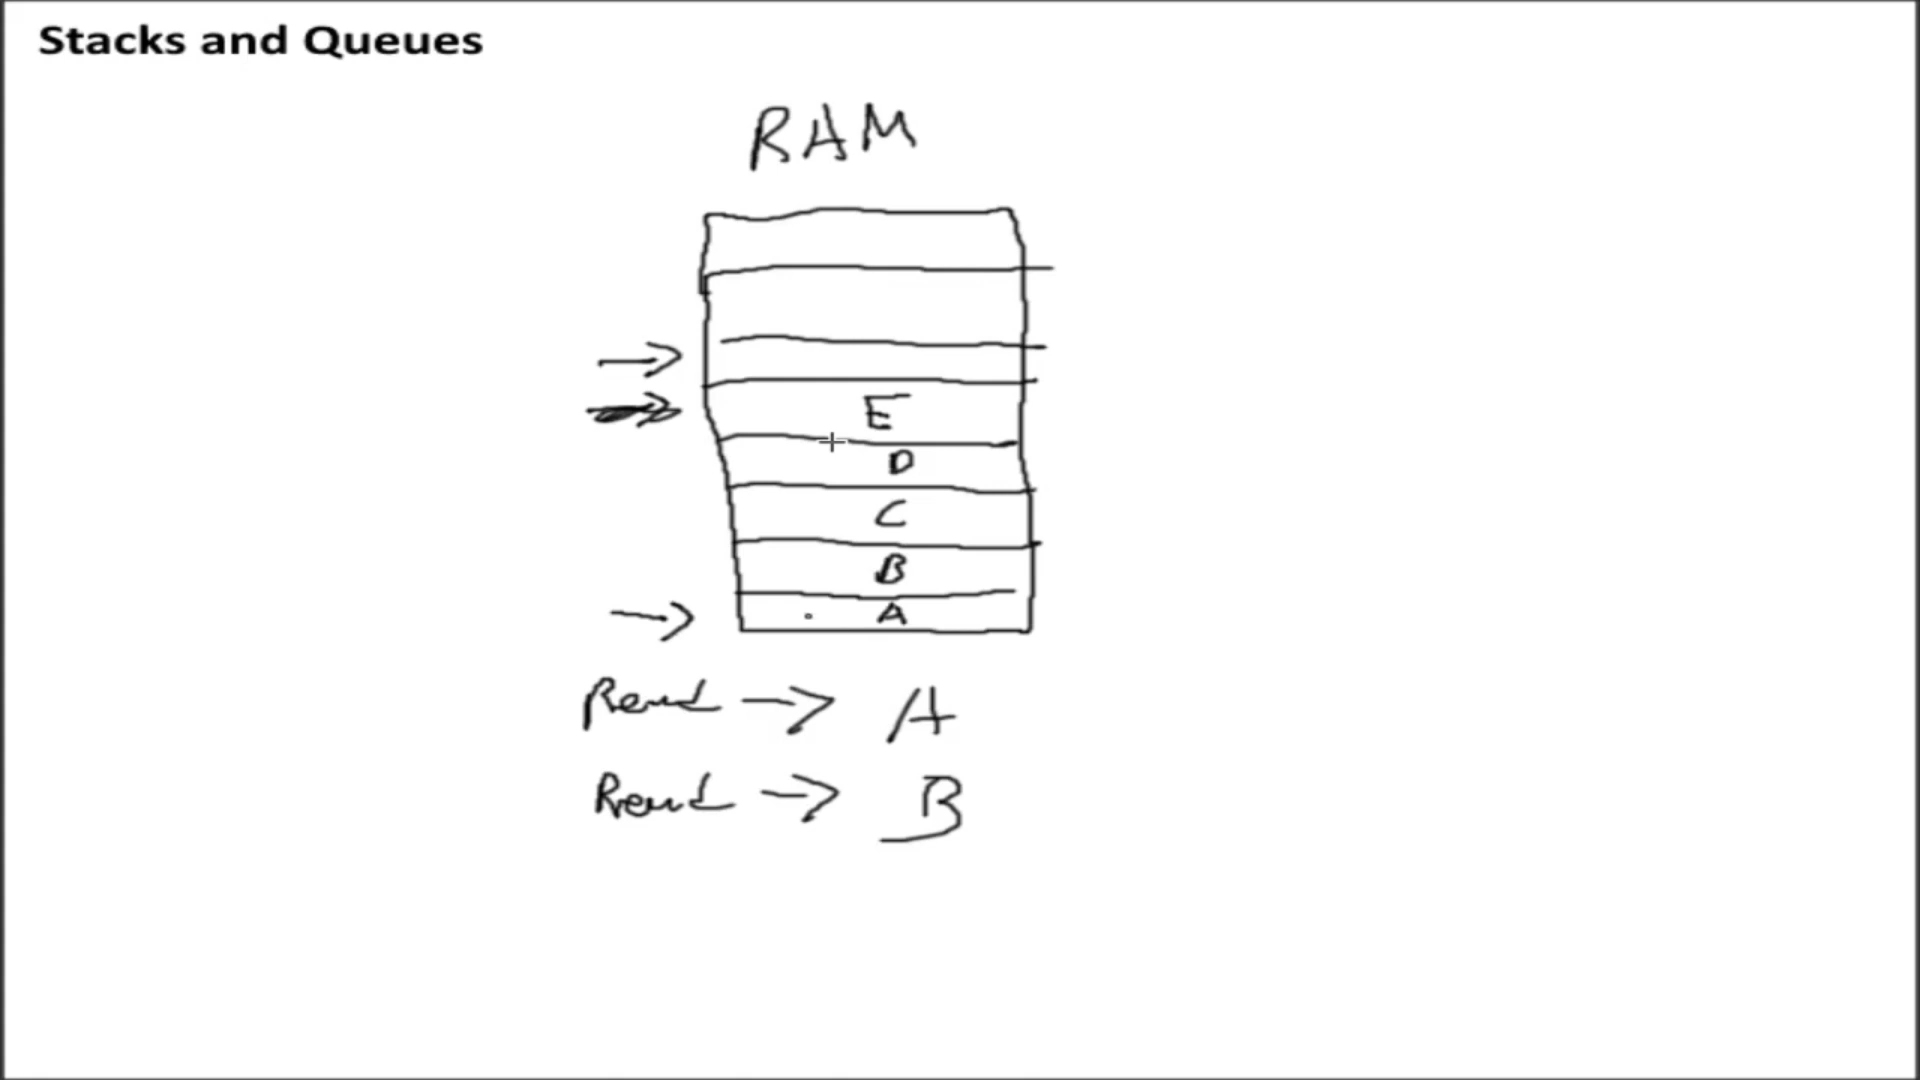 Stacks and Queues
RAM
E
D
C
B
A
Read → A
Read → B